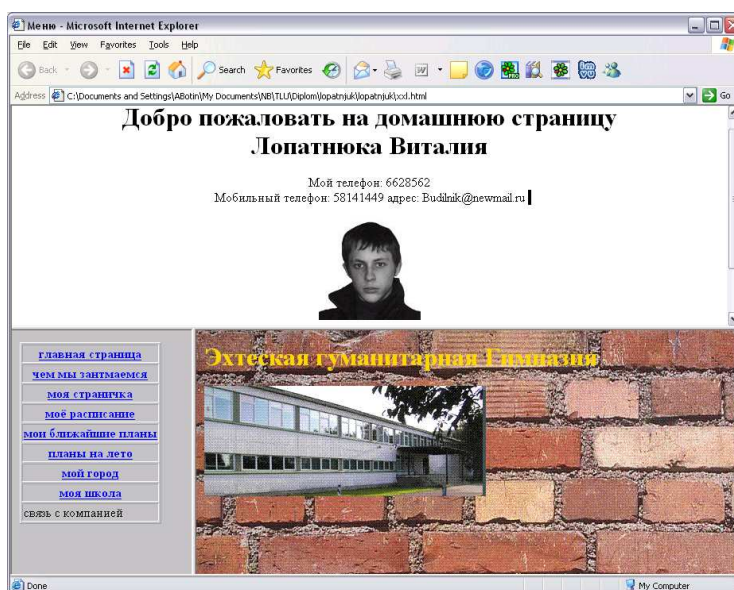 Меню - Microsoft Internet Explorer
File Edit View Favorites Tools Help
Back Search Favorites
Address C:\Documents and Settings\ABotin\My Documents\NB\TLU\Diplom\lopatnjuk\lopatnjuk\xxl.html Go
Добро пожаловать на домашнюю страницу
Лопатнюка Виталия
Мой телефон: 6628562
Мобильный телефон: 58141449 адрес: Budilnik@newmail.ru
главная страница
чем мы зантмаемся
моя страничка
моё расписание
мои ближайшие планы
планы на лето
мой город
моя школа
связь с компанией
Эхтеская гуманитарная Гимназия
Done My Computer